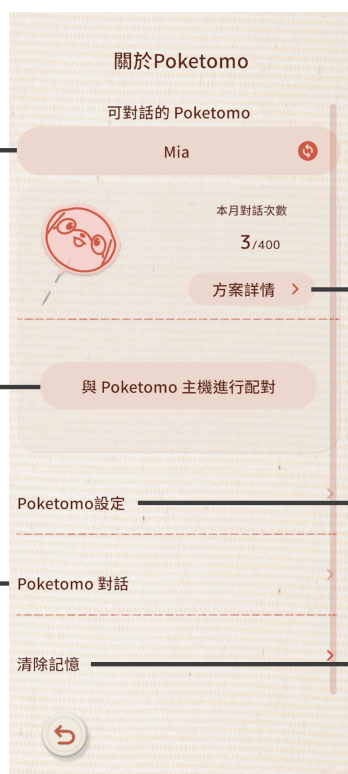 關於Poketomo
可對話的 Poketomo
Mia
本月對話次數
3/400
方案詳情
與 Poketomo 主機進行配對
Poketomo設定
Poketomo 對話
清除記憶